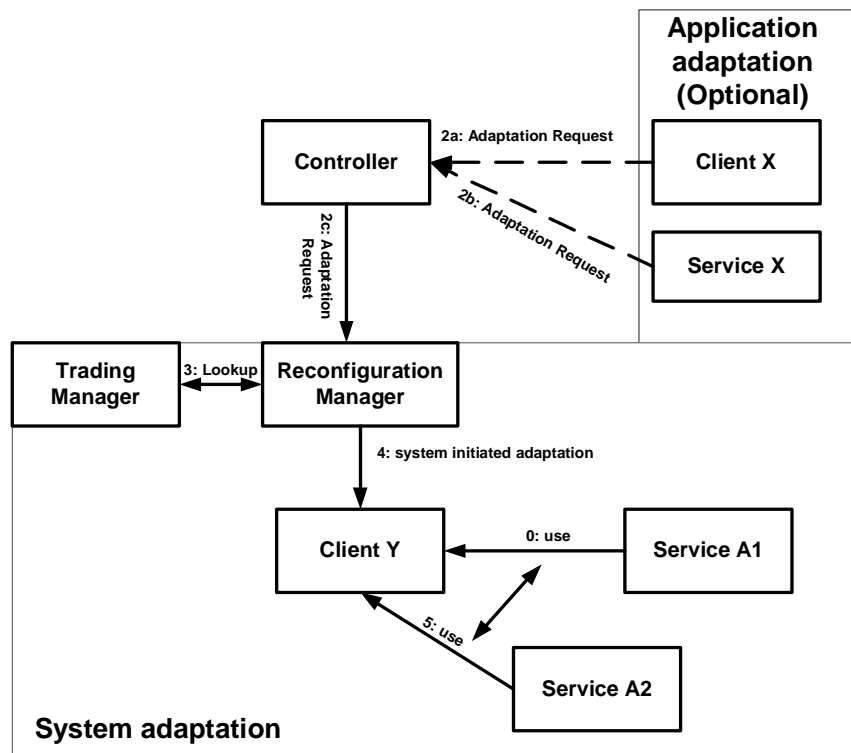 Application
adaptation
(Optional)
2a: Adaptation Request
Controller
Client X
2b: Adaptation Request
2c: Adaptation
Request
Service X
Trading
Manager
3: Lookup
Reconfiguration
Manager
4: system initiated adaptation
Client Y
0: use
Service A1
5: use
Service A2
System adaptation